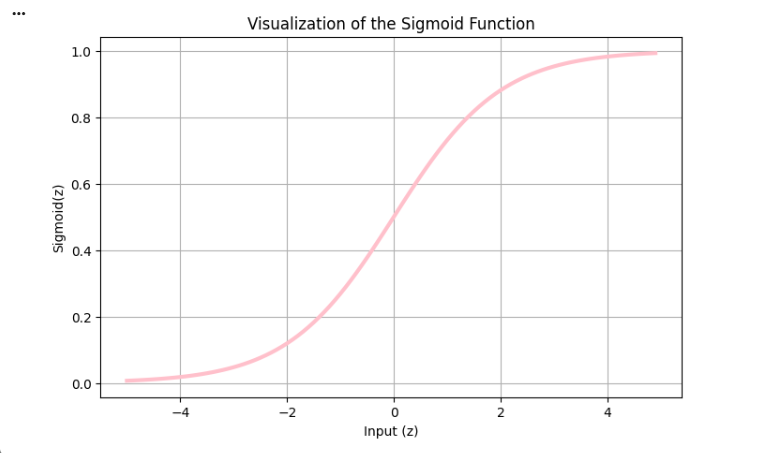 ...
Visualization of the Sigmoid Function
1.0
0.8
0.6
0.4
0.2
0.0
Sigmoid(z)
−4 −2 0 2 4
Input (z)